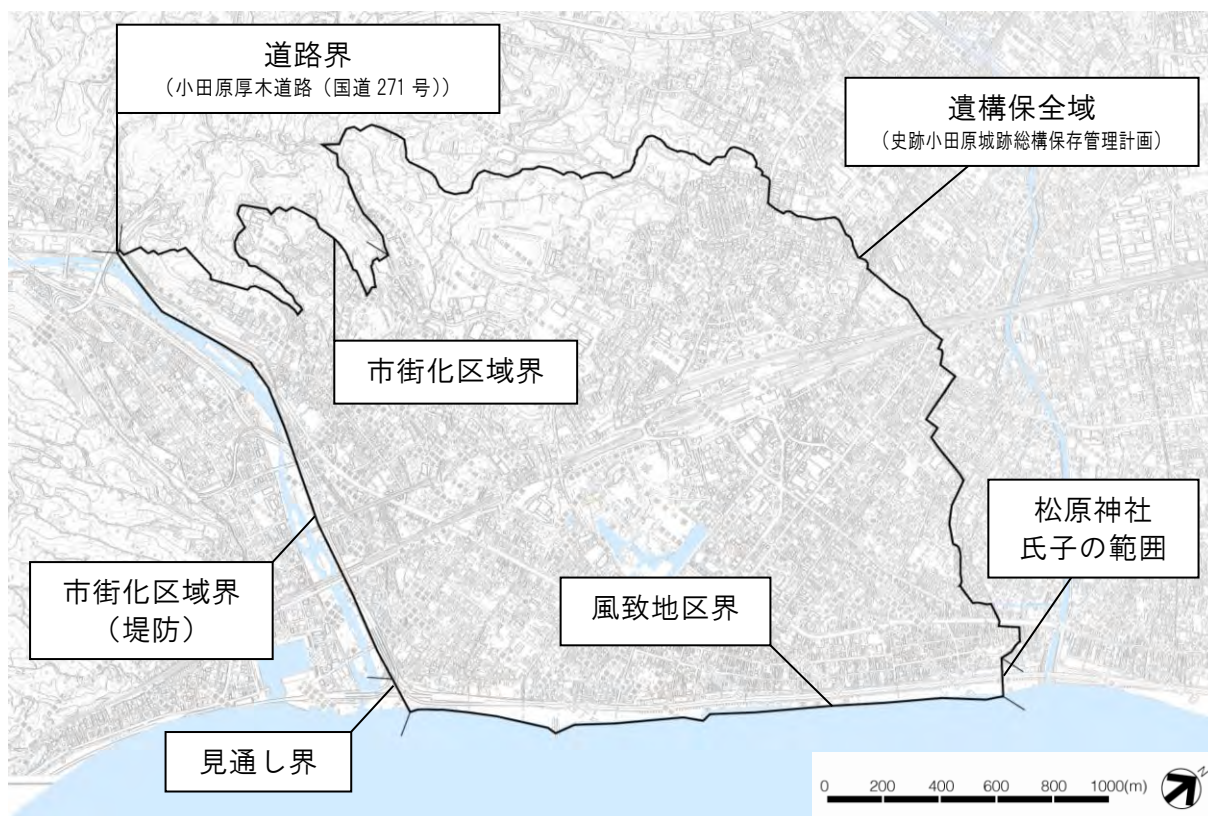 道路界
（小田原厚木道路（国道271号））
遺構保全域
（史跡小田原城跡総構保存管理計画）
市街化区域界
松原神社
氏子の範囲
市街化区域界
（堤防）
風致地区界
見通し界
0 200 400 600 800 1000(m)
N